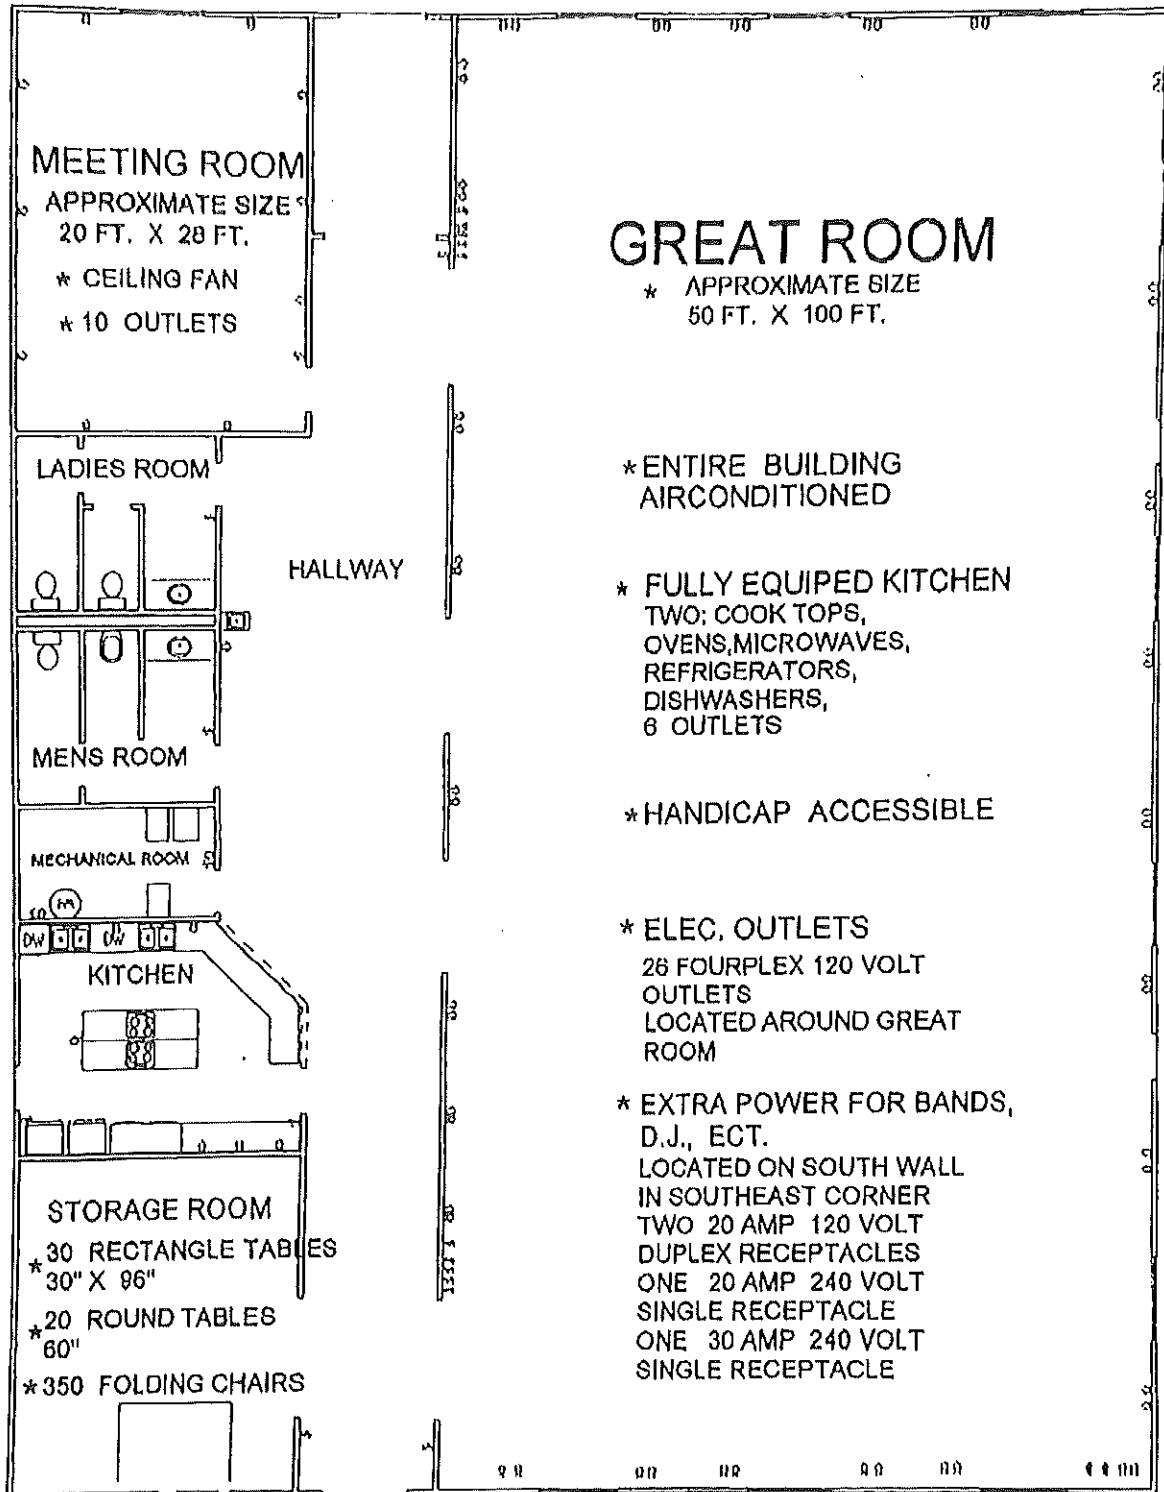 MEETING ROOM
APPROXIMATE SIZE
20 FT. X 28 FT.
* CEILING FAN
* 10 OUTLETS
GREAT ROOM
* APPROXIMATE SIZE
50 FT. X 100 FT.
LADIES ROOM
HALLWAY
MENS ROOM
MECHANICAL ROOM
DW
DW
KITCHEN
STORAGE ROOM
* 30 RECTANGLE TABLES
30" X 96"
* 20 ROUND TABLES
60"
* 350 FOLDING CHAIRS
* ENTIRE BUILDING
AIRCONDITIONED
* FULLY EQUIPED KITCHEN
TWO: COOK TOPS,
OVENS,MICROWAVES,
REFRIGERATORS,
DISHWASHERS,
6 OUTLETS
* HANDICAP ACCESSIBLE
* ELEC. OUTLETS
26 FOURPLEX 120 VOLT
OUTLETS
LOCATED AROUND GREAT
ROOM
* EXTRA POWER FOR BANDS,
D.J., ECT.
LOCATED ON SOUTH WALL
IN SOUTHEAST CORNER
TWO 20 AMP 120 VOLT
DUPLEX RECEPTACLES
ONE 20 AMP 240 VOLT
SINGLE RECEPTACLE
ONE 30 AMP 240 VOLT
SINGLE RECEPTACLE